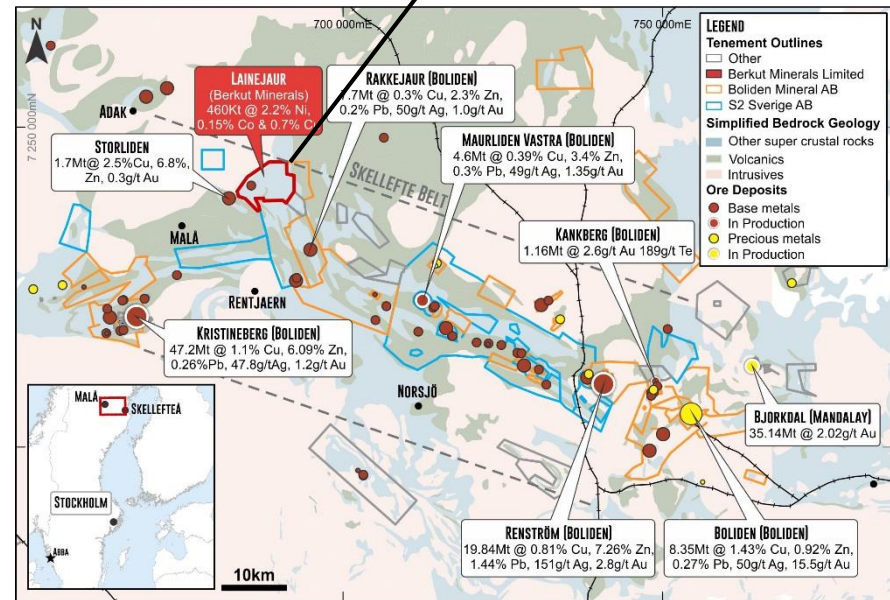 N
700 000mE
750 000mE
7 250 000mN
LEGEND
Tenement Outlines
Other
Berkut Minerals Limited
Boliden Mineral AB
S2 Sverige AB
Simplified Bedrock Geology
Other super crustal rocks
Volcanics
Intrusives
Ore Deposits
Base metals
In Production
Precious metals
In Production
ADAK
LAINEJAUR
(Berkut Minerals)
460Kt @ 2.2% Ni,
0.15% Co & 0.7%
RAKKEJAUR (BOLIDEN)
.7Mt @ 0.3% Cu, 2.3% Zn,
0.2% Pb, 50g/t Ag, 1.0g/t Au
STORLIDEN
1.7mt@ 2.5%Cu, 6.8%,
Zn, 0.3g/t Au
MAURLIDEN VASTRA (BOLIDEN)
4.6Mt @ 0.39% Cu, 3.4% Zn,
0.3% Pb, 49g/t Ag, 1.35g/t Au
SKELLEFTE BELT
MALÅ
KANKBERG (BOLIDEN)
1.16Mt @ 2.6g/t Au 189g/t Te
RENTJAERN
KRISTINEBERG (BOLIDEN)
47.2Mt @ 1.1% Cu, 6.09% Zn,
0.26%Pb, 47.8g/tAg, 1.2g/t Au
NORSJÖ
BJORKDAL (MANDALAY)
35.14Mt @ 2.02g/t Au
MALÅ
SKELLEFTEÅ
STOCKHOLM
ABBA
10km
RENSTRÖM (BOLIDEN)
19.84Mt @ 0.81% Cu, 7.26% Zn,
1.44% Pb, 151g/t Ag, 2.8g/t Au
BOLIDEN (BOLIDEN)
8.35Mt @ 1.43% Cu, 0.92% Zn,
0.27% Pb, 50g/t Ag, 15.5g/t Au